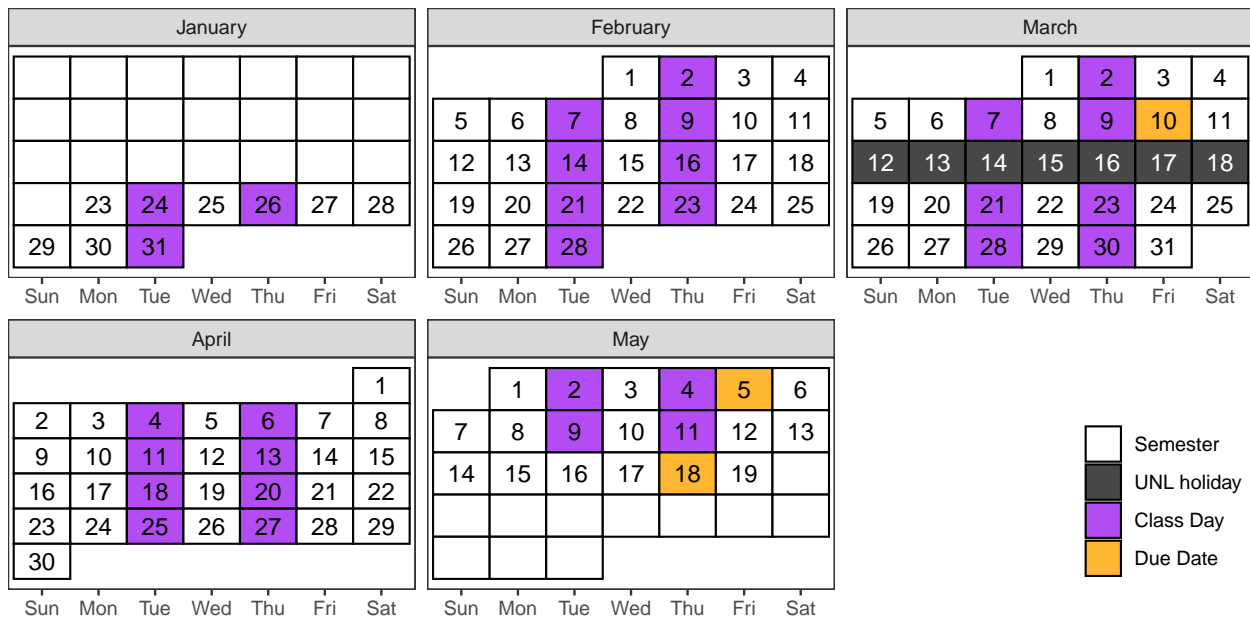 January
23 24 25 26 27 28
29 30 31
Sun Mon Tue Wed Thu Fri Sat
February
1 2 3 4
5 6 7 8 9 10 11
12 13 14 15 16 17 18
19 20 21 22 23 24 25
26 27 28
Sun Mon Tue Wed Thu Fri Sat
March
1 2 3 4
5 6 7 8 9 10 11
12 13 14 15 16 17 18
19 20 21 22 23 24 25
26 27 28 29 30 31
Sun Mon Tue Wed Thu Fri Sat
April
1
2 3 4 5 6 7 8
9 10 11 12 13 14 15
16 17 18 19 20 21 22
23 24 25 26 27 28 29
30
Sun Mon Tue Wed Thu Fri Sat
May
1 2 3 4 5 6
7 8 9 10 11 12 13
14 15 16 17 18 19
Sun Mon Tue Wed Thu Fri Sat
Semester
UNL holiday
Class Day
Due Date